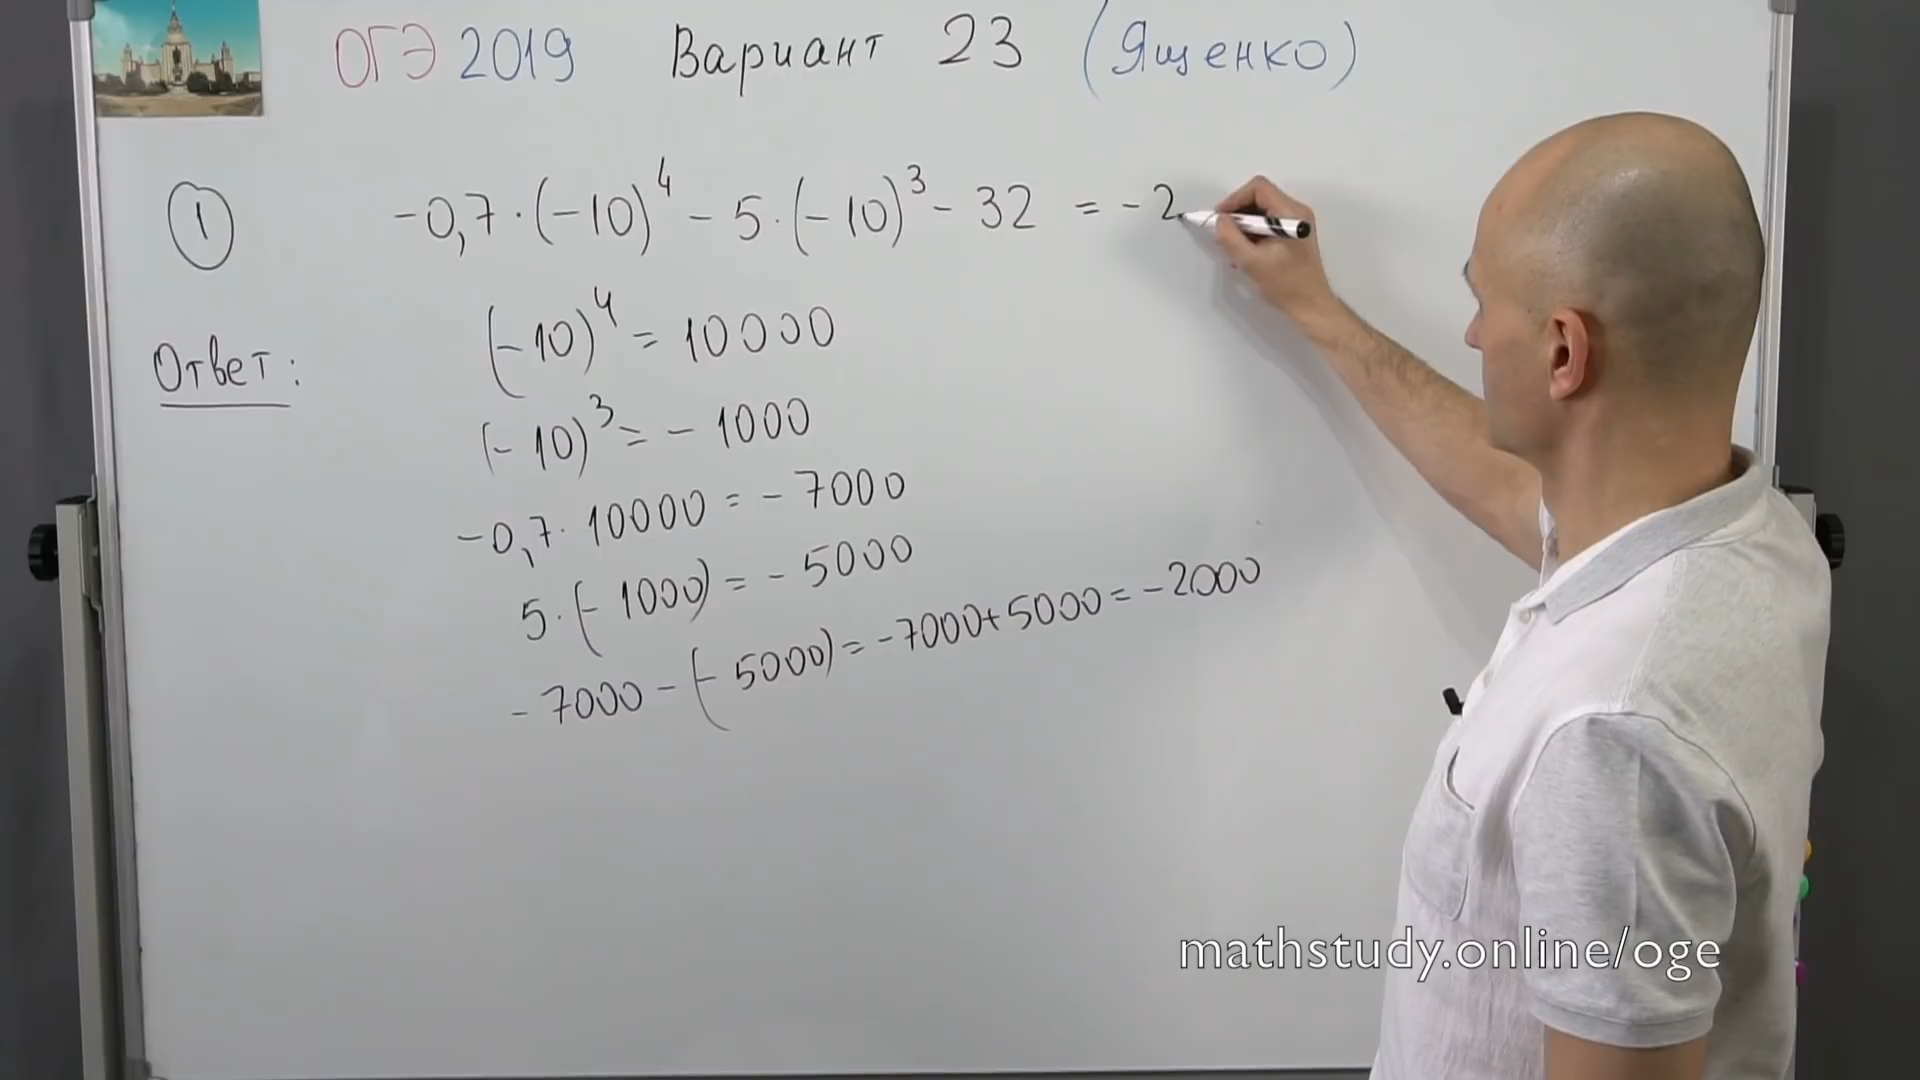 ОГЭ 2019 Вариант 23 (Ященко)
1
-0,7·(-10)⁴ - 5·(-10)³ - 32 = -2
(-10)⁴ = 10000
Ответ:
(-10)³ = -1000
-0,7·10000 = -7000
5·(-1000) = -5000
-7000-(-5000) = -7000+5000 = -2000
mathstudy.online/oge